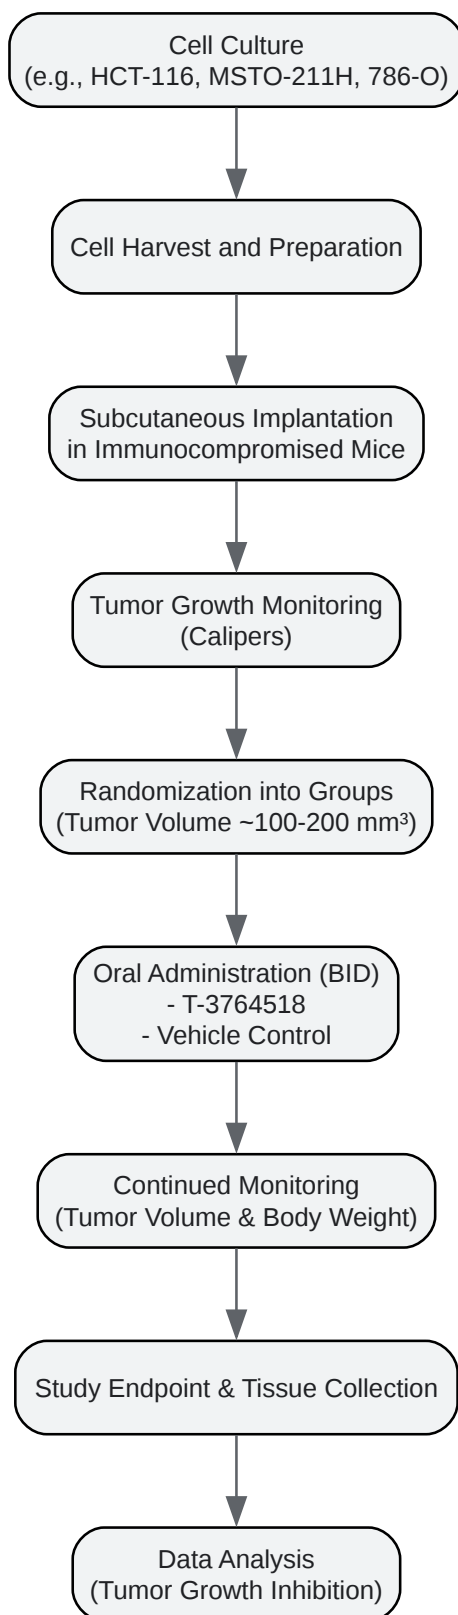 Cell Culture
(e.g., HCT-116, MSTO-211H, 786-O)
Cell Harvest and Preparation
Subcutaneous Implantation
in Immunocompromised Mice
Tumor Growth Monitoring
(Calipers)
Randomization into Groups
(Tumor Volume ~100-200 mm³)
Oral Administration (BID)
- T-3764518
- Vehicle Control
Continued Monitoring
(Tumor Volume & Body Weight)
Study Endpoint & Tissue Collection
Data Analysis
(Tumor Growth Inhibition)